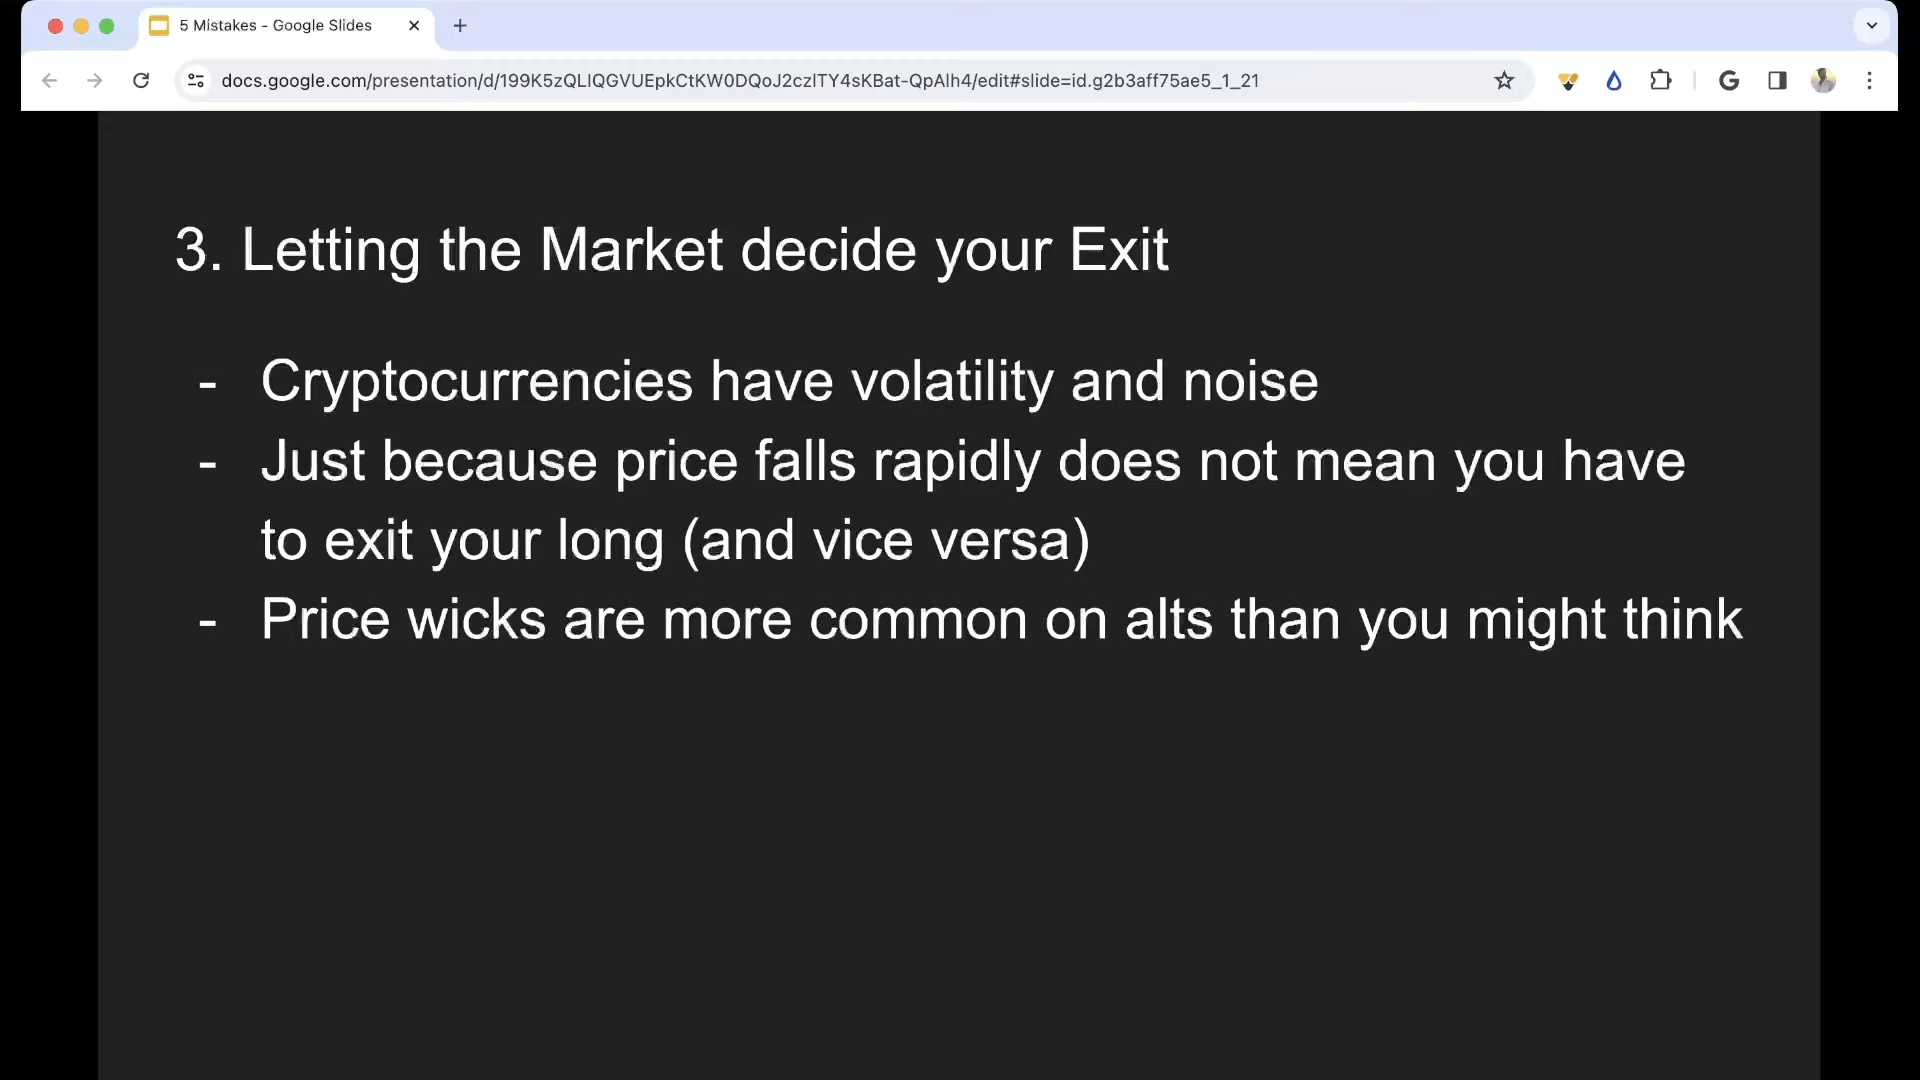 5 Mistakes - Google Slides
docs.google.com/presentation/d/199K5zQLIQGVUEpkCtKW0DQoJ2czITY4sKBat-QpAlh4/edit#slide=id.g2b3aff75ae5_1_21
3. Letting the Market decide your Exit
- Cryptocurrencies have volatility and noise
- Just because price falls rapidly does not mean you have
to exit your long (and vice versa)
- Price wicks are more common on alts than you might think